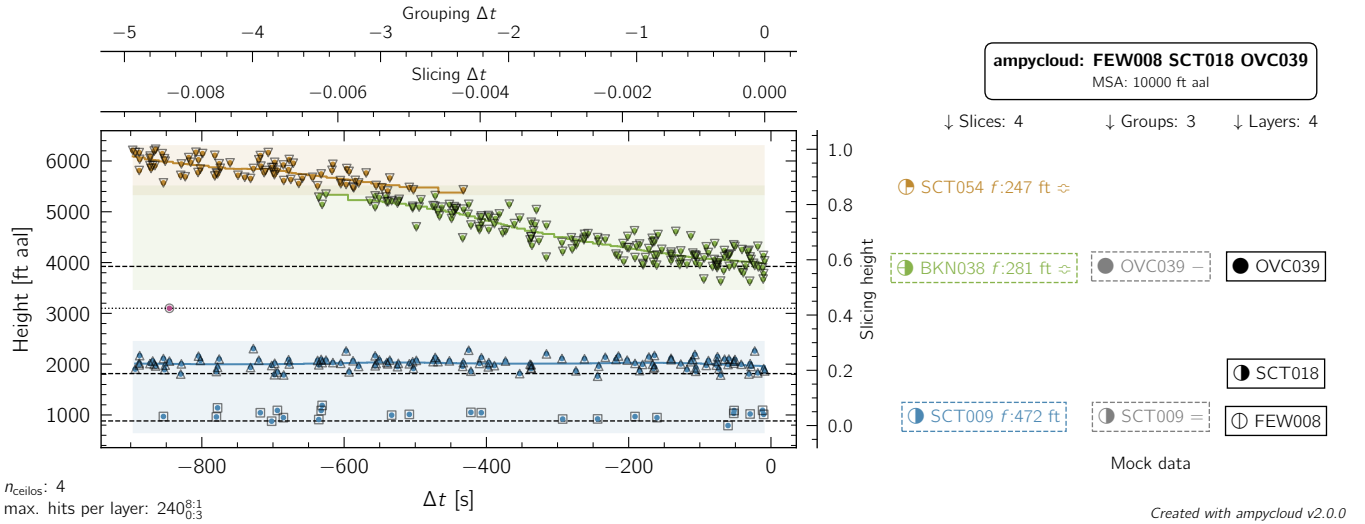 Grouping Δt
−5 −4 −3 −2 −1 0
Slicing Δt
−0.008 −0.006 −0.004 −0.002 0.000
ampycloud: FEW008 SCT018 OVC039
MSA: 10000 ft aal
↓ Slices: 4 ↓ Groups: 3 ↓ Layers: 4
Height [ft aal]
6000
5000
4000
3000
2000
1000
1.0
0.8
0.6
0.4
0.2
0.0
Slicing height
SCT054 f:247 ft ≎
BKN038 f:281 ft ≎ OVC039 − OVC039
SCT018
SCT009 f:472 ft SCT009 = FEW008
−800 −600 −400 −200 0
Δt [s]
Mock data
n_ceilos: 4
max. hits per layer: 240 8:1 0:3
Created with ampycloud v2.0.0